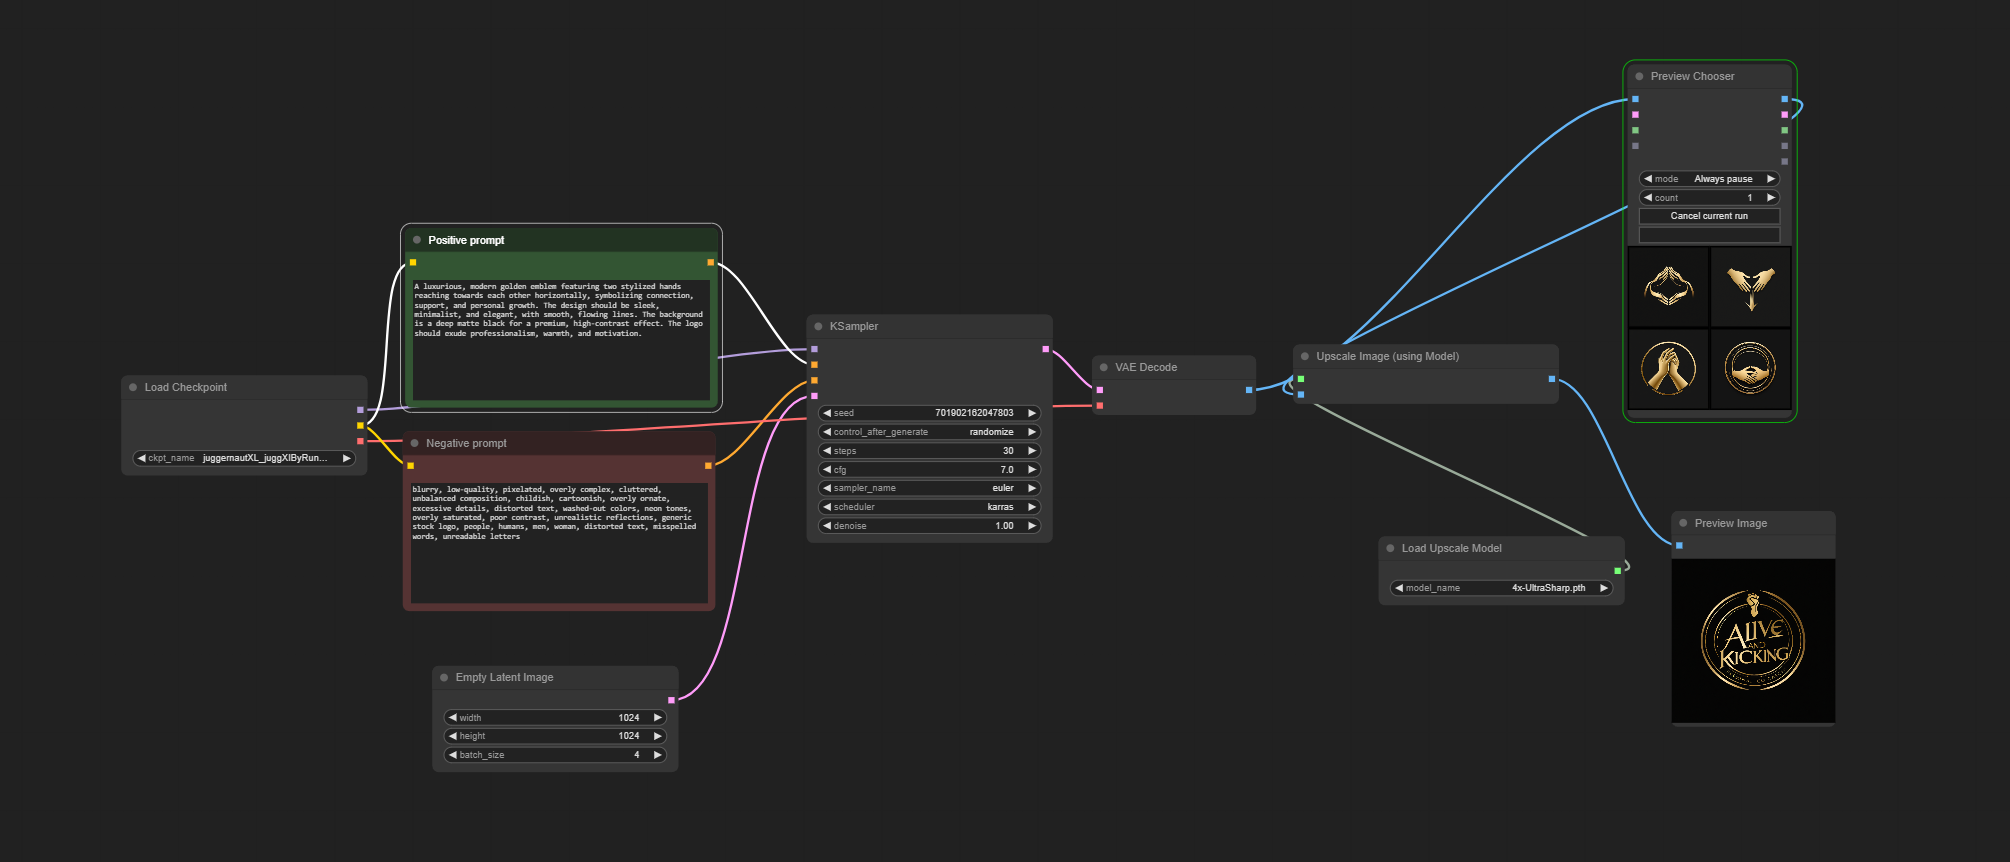 Preview Chooser
mode Always pause
count 1
Cancel current run
Positive prompt
A luxurious, modern golden emblem featuring two stylized hands
reaching towards each other horizontally, symbolizing connection,
support, and personal growth. The design should be sleek,
minimalist, and elegant, with smooth, flowing lines. The background
is a deep matte black for a premium, high-contrast effect. The logo
should exude professionalism, warmth, and motivation.
KSampler
seed 701902162047803
control_after_generate randomize
steps 30
cfg 7.0
sampler_name euler
scheduler karras
denoise 1.00
VAE Decode
Upscale Image (using Model)
Load Checkpoint
ckpt_name juggernautXL_juggXIByRun...
Negative prompt
blurry, low-quality, pixelated, overly complex, cluttered,
unbalanced composition, childish, cartoonish, overly ornate,
excessive details, distorted text, washed-out colors, neon tones,
overly saturated, poor contrast, unrealistic reflections, generic
stock logo, people, humans, men, woman, distorted text, misspelled
words, unreadable letters
Load Upscale Model
model_name 4x-UltraSharp.pth
Preview Image
ALIVE
AND
KICKING
Empty Latent Image
width 1024
height 1024
batch_size 4